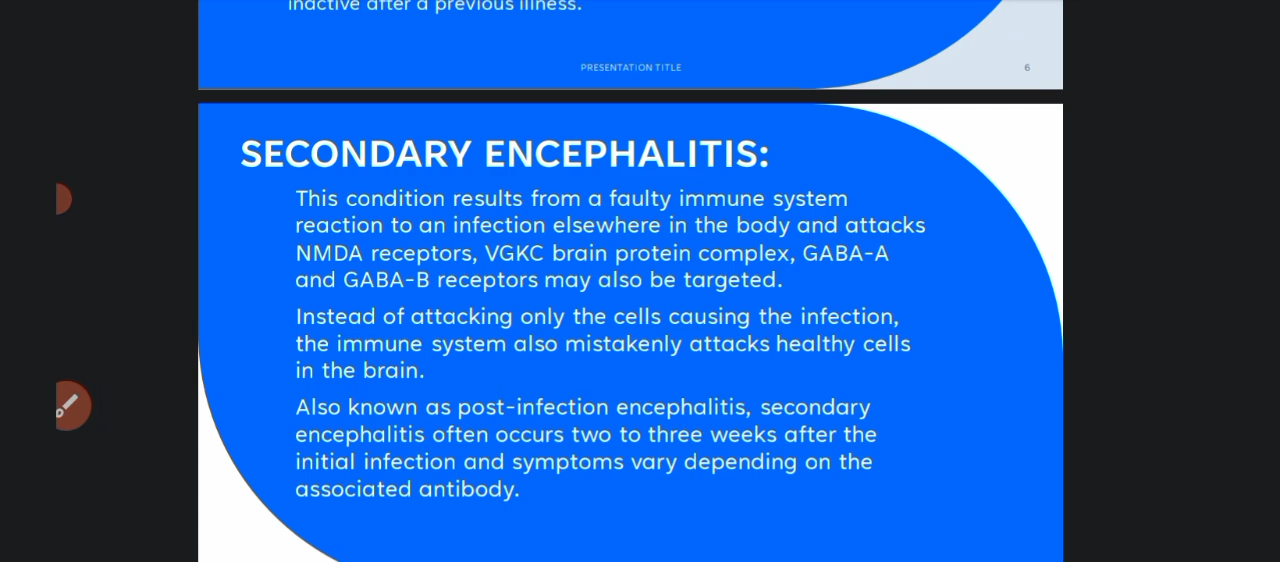 inactive after a previous illness.
PRESENTATION TITLE
6
SECONDARY ENCEPHALITIS:
This condition results from a faulty immune system
reaction to an infection elsewhere in the body and attacks
NMDA receptors, VGKC brain protein complex, GABA-A
and GABA-B receptors may also be targeted.
Instead of attacking only the cells causing the infection,
the immune system also mistakenly attacks healthy cells
in the brain.
Also known as post-infection encephalitis, secondary
encephalitis often occurs two to three weeks after the
initial infection and symptoms vary depending on the
associated antibody.